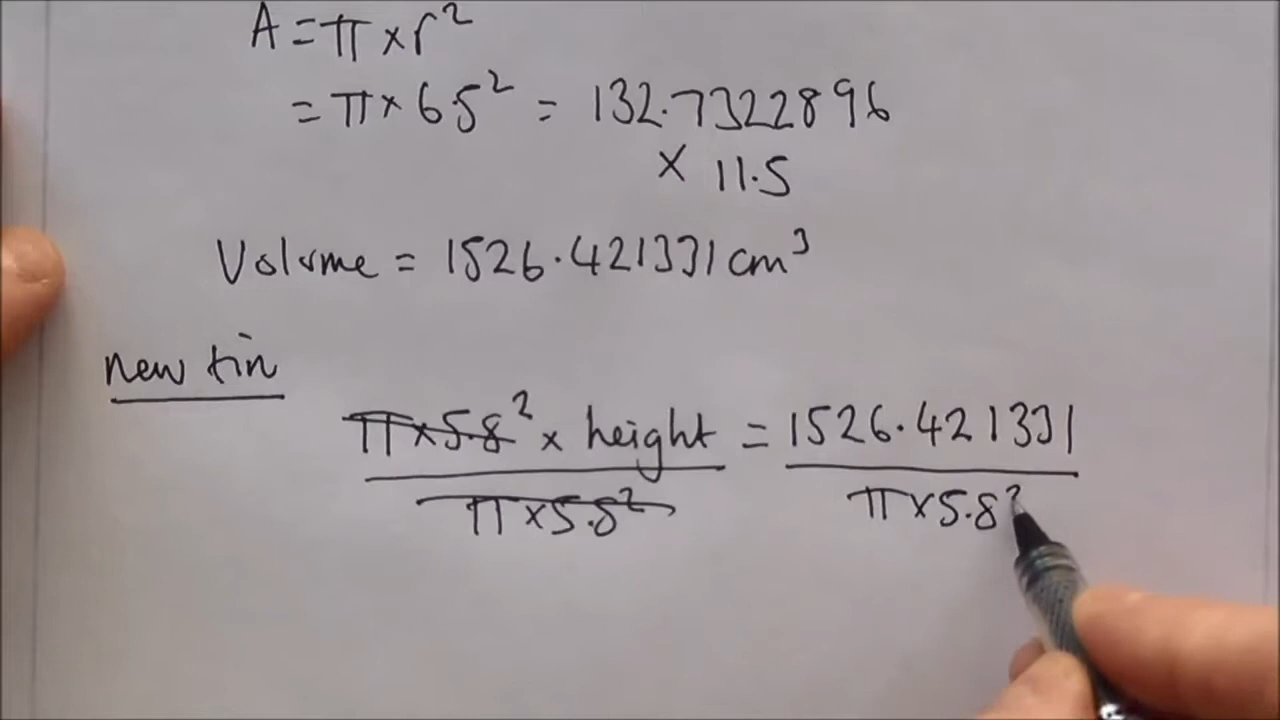 A = π × r²
= π × 6.5² = 132.7322896
× 11.5
Volume = 1526.421331 cm³
new tin
π × 5.8² × height = 1526.421331
π × 5.8² π × 5.8²